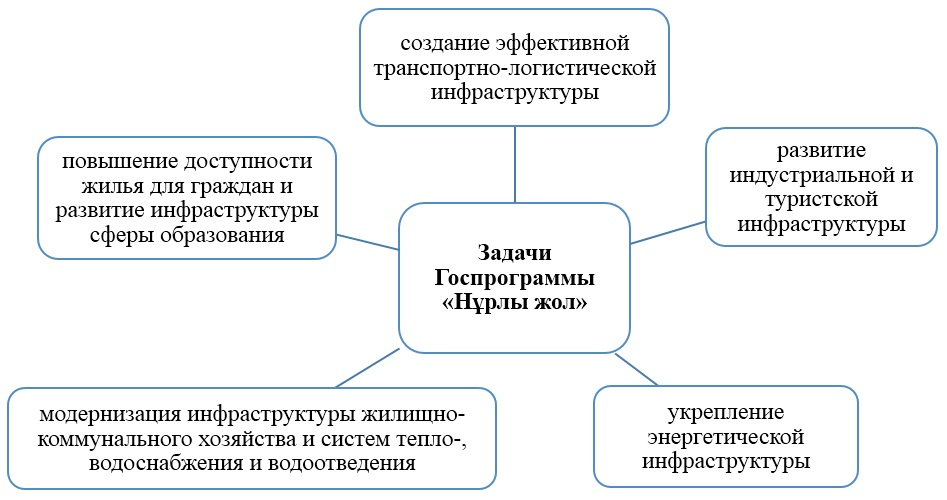 создание эффективной
транспортно-логистической
инфраструктуры
повышение доступности
жилья для граждан и
развитие инфраструктуры
сферы образования
развитие
индустриальной и
туристской
инфраструктуры
Задачи
Госпрограммы
«Нұрлы жол»
модернизация инфраструктуры жилищно-
коммунального хозяйства и систем тепло-,
водоснабжения и водоотведения
укрепление
энергетической
инфраструктуры